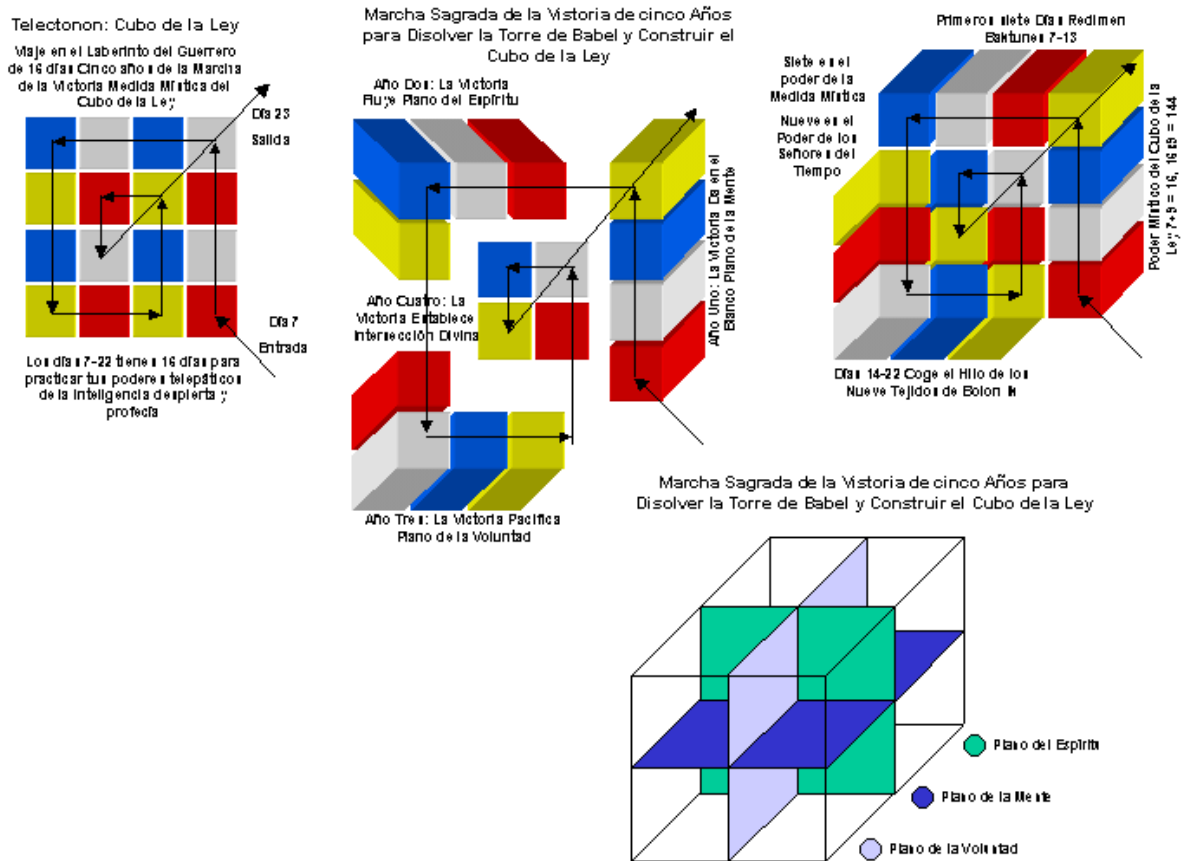 Telectonon: Cubo de la Ley
Viaje en el Laberinto del Guerrero
de 16 días Cinco años de la Marcha
de la Victoria Medida Mística del
Cubo de la Ley
Día 23
Salida
Día 7
Entrada
Los días 7-22 tienes 16 días para
practicar tus poderes telepáticos
de la inteligencia despierta y
profecía
Marcha Sagrada de la Vistoria de cinco Años
para Disolver la Torre de Babel y Construir el
Cubo de la Ley
Año Dos: La Victoria
Fluye Plano del Espíritu
Año Uno: La Victoria Da en el
Blanco Plano de la Mente
Año Cuatro: La
Victoria Establece
Intersección Divina
Año Tres: La Victoria Pacifica
Plano de la Voluntad
Primeros siete Días Redimen
Baktunes 7-13
Siete en el
poder de la
Medida Mística
Nueve en el
Poder de los
Señores del
Tiempo
Poder Místico del Cubo de la
Ley 7+9 = 16, 16x9 = 144
Días 14-22 Coge el Hilo de los
Nueve Tejidos de Bolon Ik
Marcha Sagrada de la Vistoria de cinco Años para
Disolver la Torre de Babel y Construir el Cubo de la Ley
Plano del Espíritu
Plano de la Mente
Plano de la Voluntad